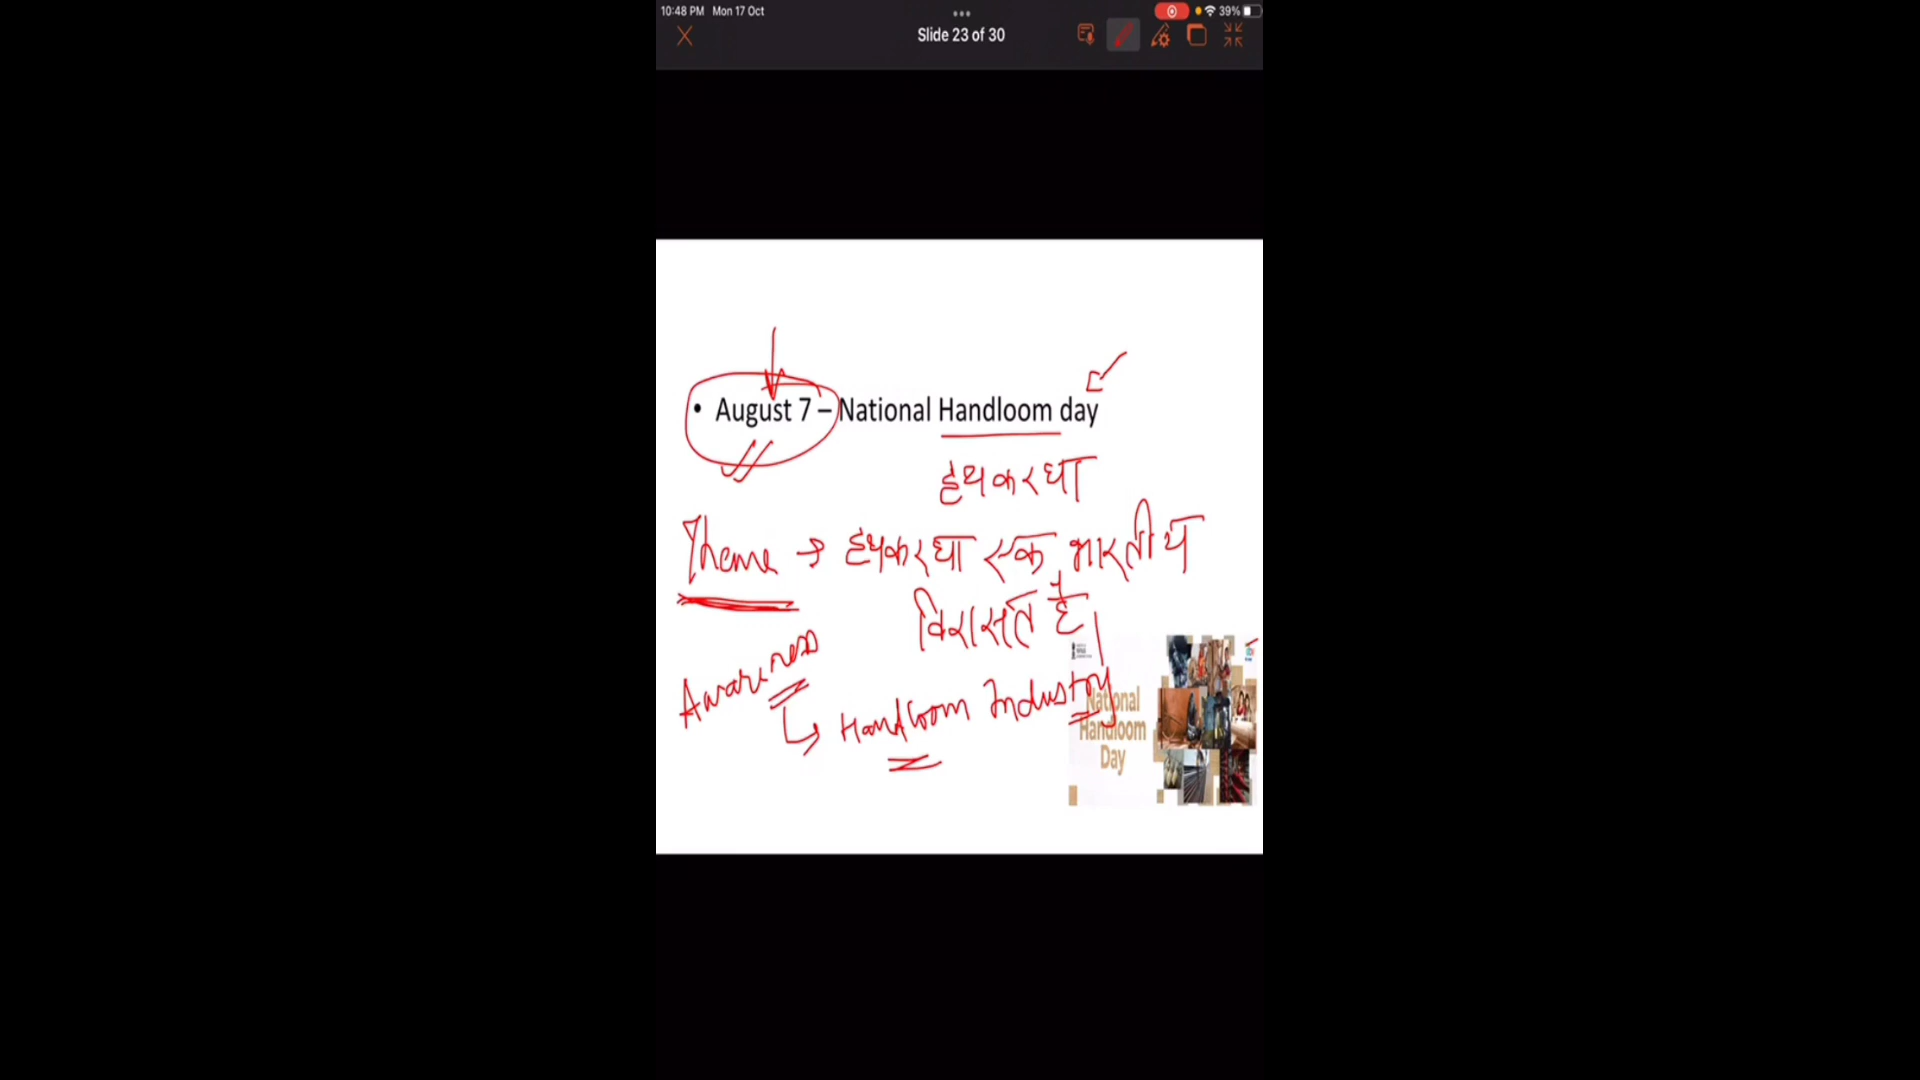 10:48 PM Mon 17 Oct
39%
Slide 23 of 30
• August 7 – National Handloom day
हथकरघा
Theme → हथकरघा एक भारतीय
विरासत है।
Awareness
Handloom Industry
National
Handloom
Day